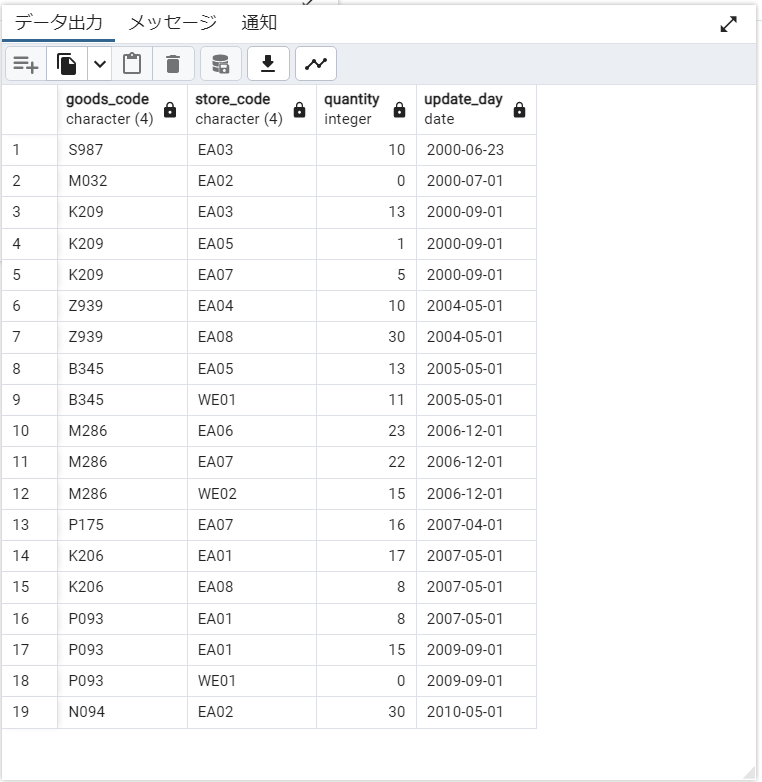 データ出力 メッセージ 通知
goods_code store_code quantity update_day
character (4) character (4) integer date
1 S987 EA03 10 2000-06-23
2 M032 EA02 0 2000-07-01
3 K209 EA03 13 2000-09-01
4 K209 EA05 1 2000-09-01
5 K209 EA07 5 2000-09-01
6 Z939 EA04 10 2004-05-01
7 Z939 EA08 30 2004-05-01
8 B345 EA05 13 2005-05-01
9 B345 WE01 11 2005-05-01
10 M286 EA06 23 2006-12-01
11 M286 EA07 22 2006-12-01
12 M286 WE02 15 2006-12-01
13 P175 EA07 16 2007-04-01
14 K206 EA01 17 2007-05-01
15 K206 EA08 8 2007-05-01
16 P093 EA01 8 2007-05-01
17 P093 EA01 15 2009-09-01
18 P093 WE01 0 2009-09-01
19 N094 EA02 30 2010-05-01